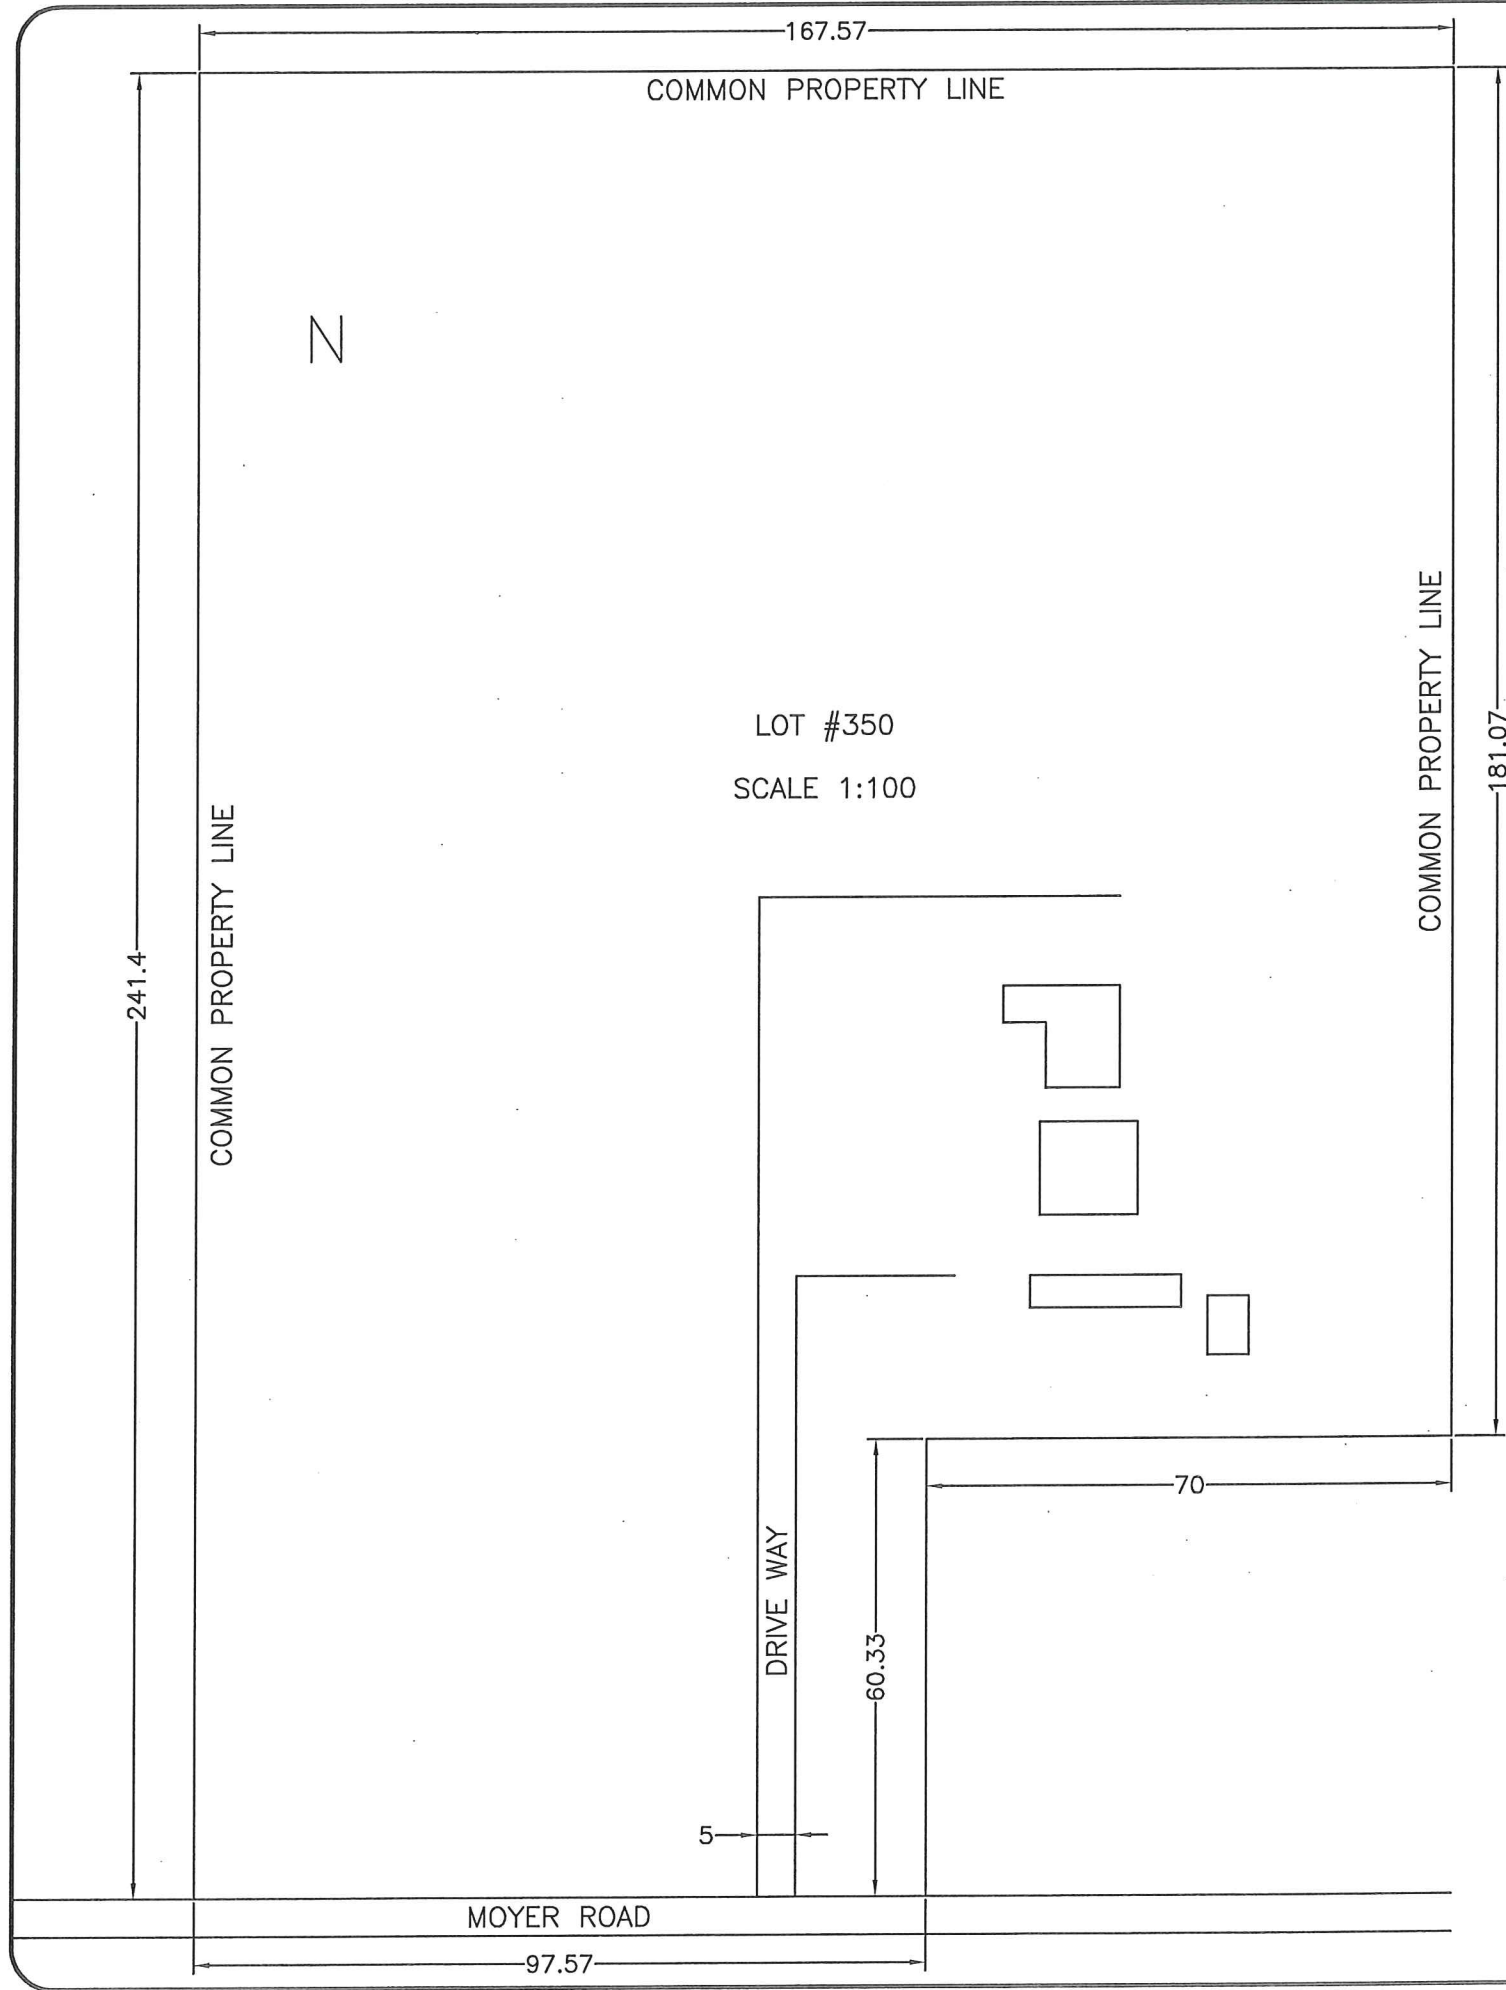 167.57
COMMON PROPERTY LINE
N
COMMON PROPERTY LINE
181.07
LOT #350
SCALE 1:100
COMMON PROPERTY LINE
241.4
70
DRIVE WAY
60.33
5
MOYER ROAD
97.57